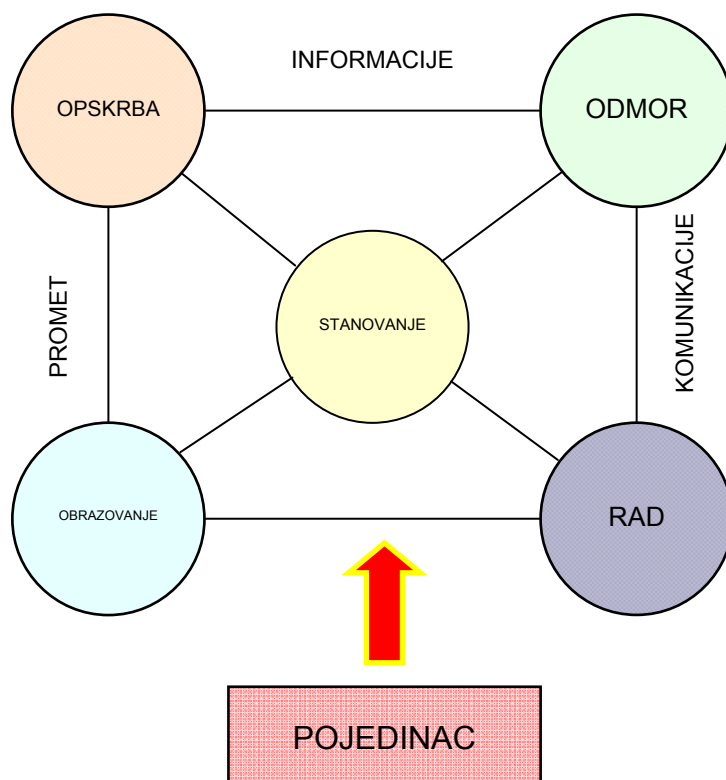 INFORMACIJE
OPSKRBA
ODMOR
PROMET
STANOVANJE
KOMUNIKACIJE
OBRAZOVANJE
RAD
POJEDINAC